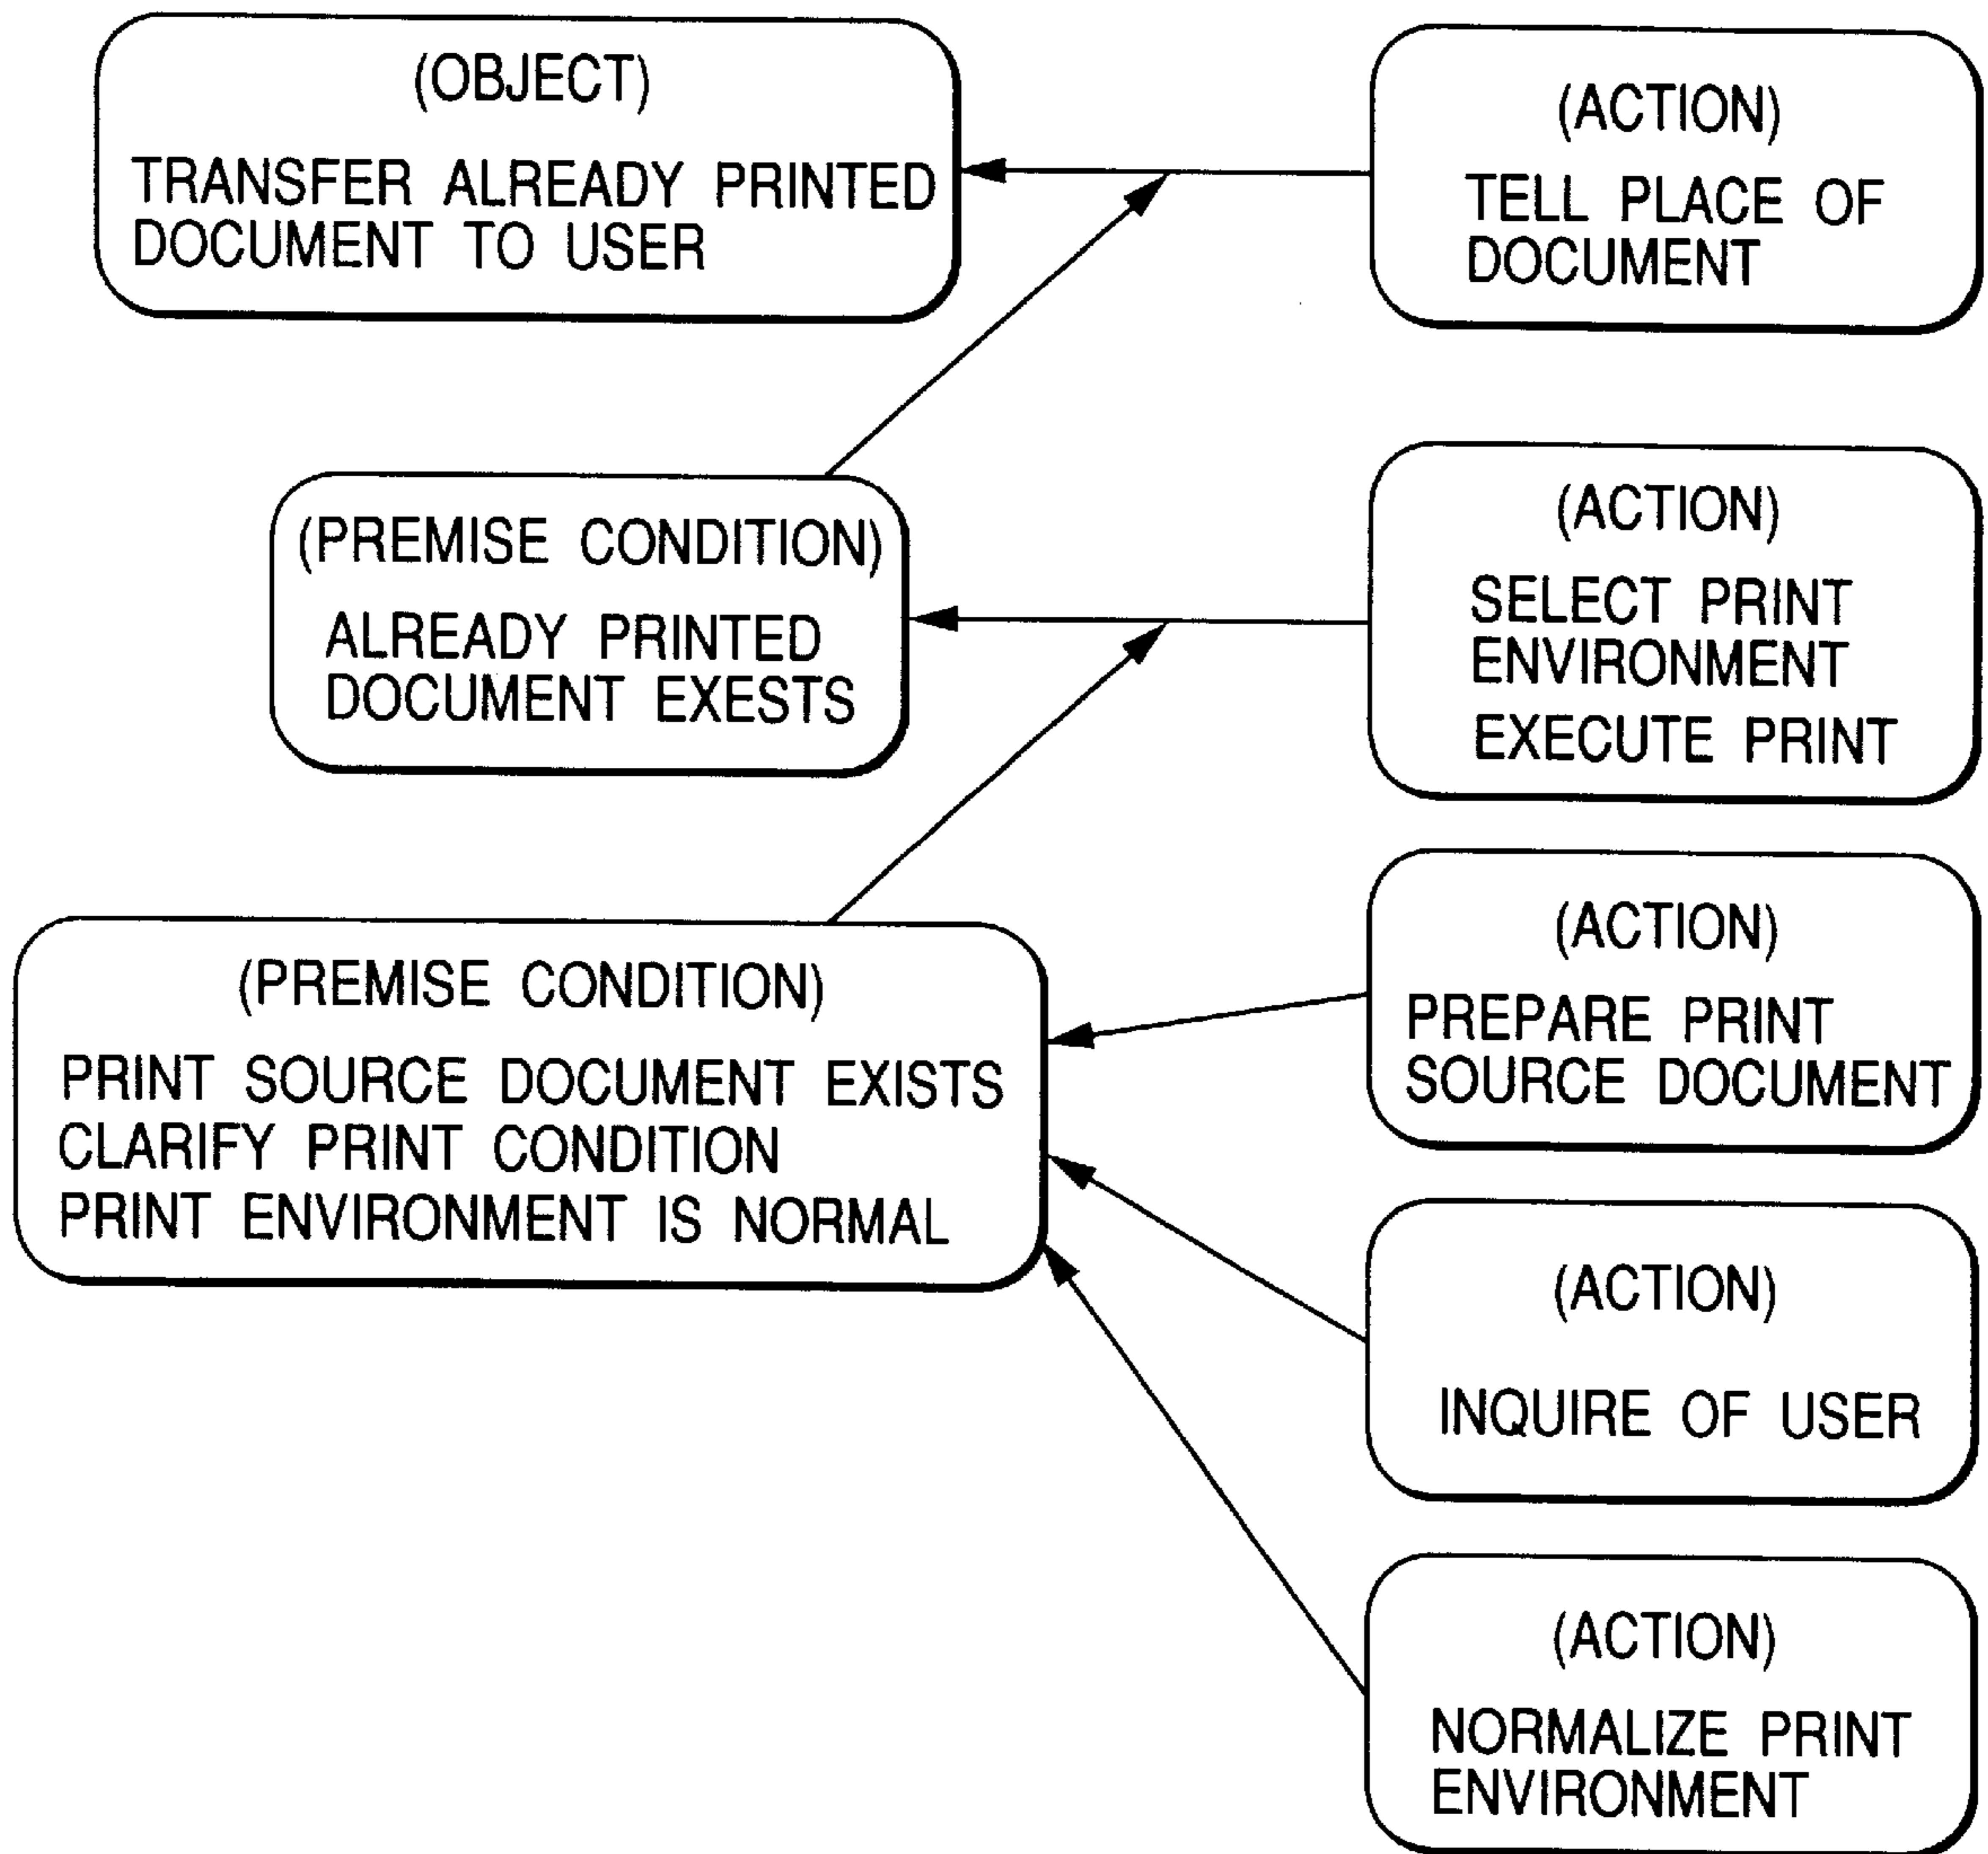 (OBJECT)
TRANSFER ALREADY PRINTED
DOCUMENT TO USER
(ACTION)
TELL PLACE OF
DOCUMENT
(PREMISE CONDITION)
ALREADY PRINTED
DOCUMENT EXESTS
(ACTION)
SELECT PRINT
ENVIRONMENT
EXECUTE PRINT
(PREMISE CONDITION)
PRINT SOURCE DOCUMENT EXISTS
CLARIFY PRINT CONDITION
PRINT ENVIRONMENT IS NORMAL
(ACTION)
PREPARE PRINT
SOURCE DOCUMENT
(ACTION)
INQUIRE OF USER
(ACTION)
NORMALIZE PRINT
ENVIRONMENT